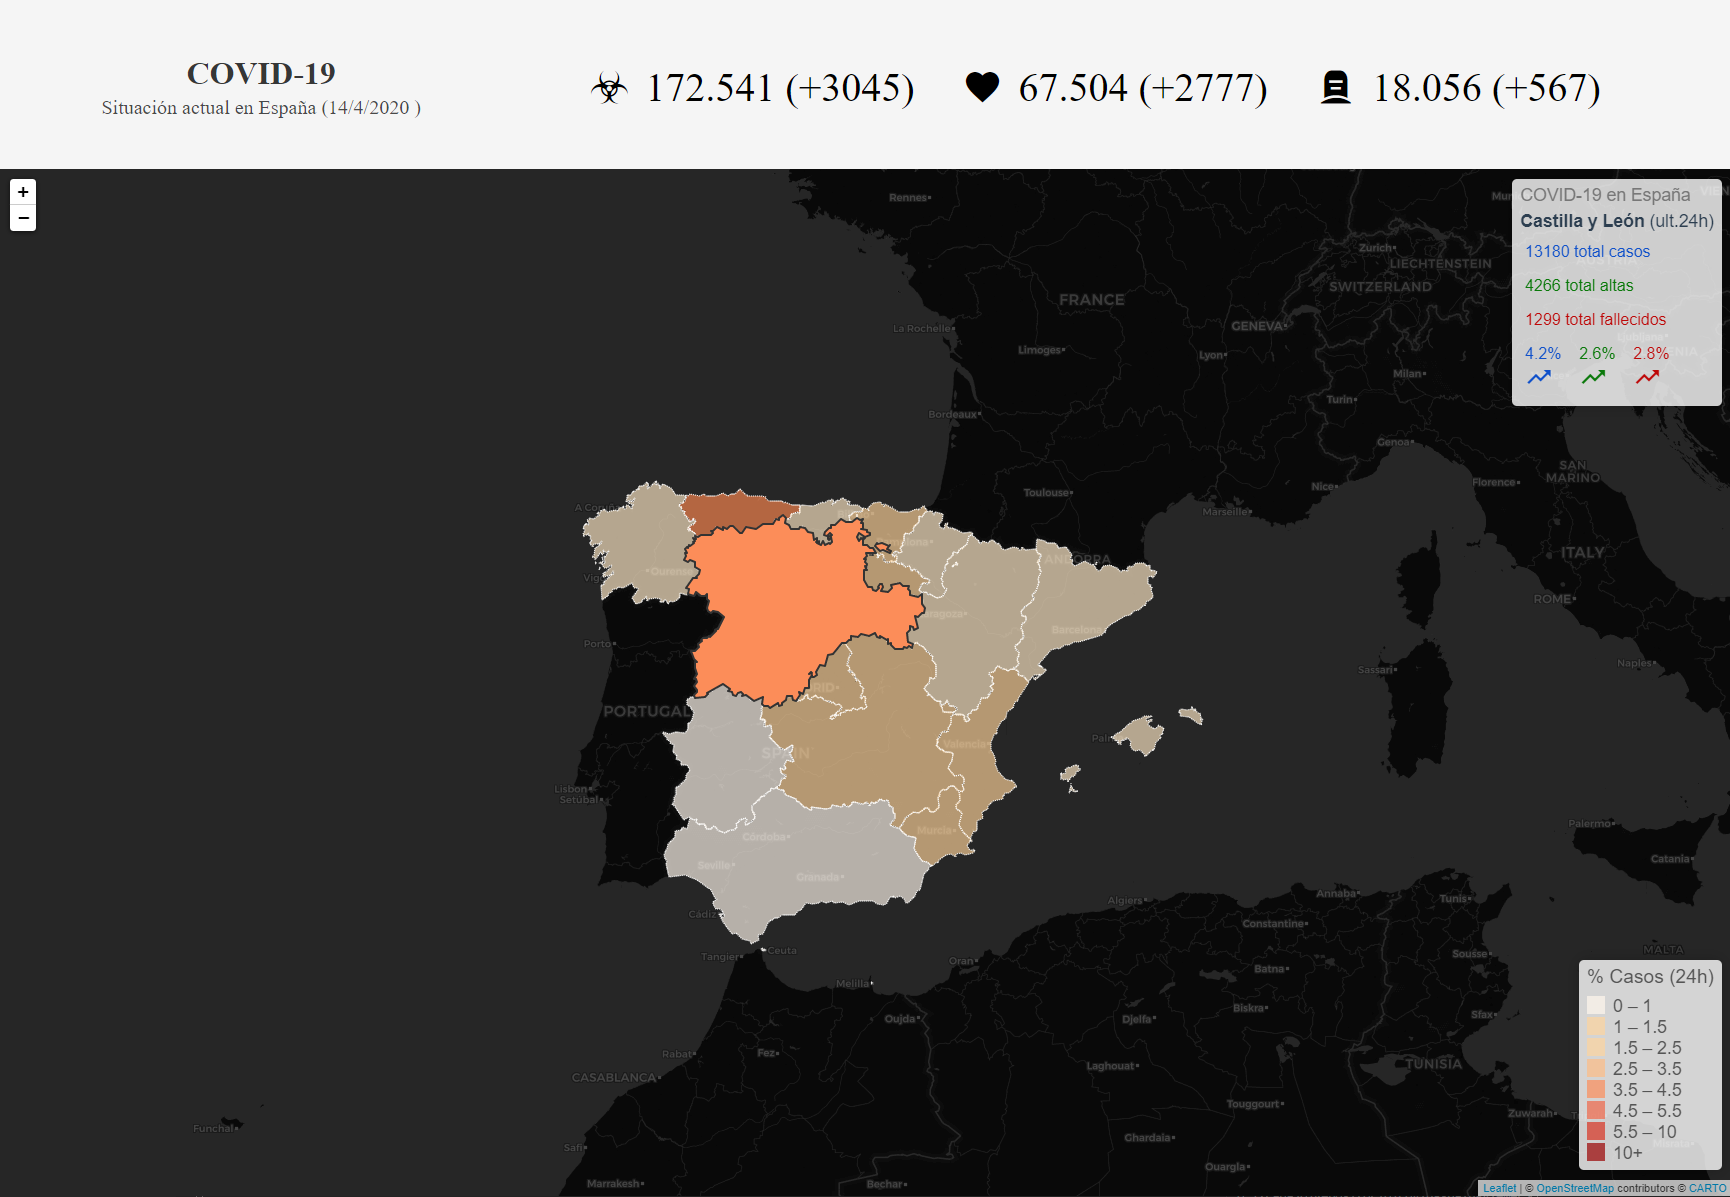 COVID-19
Situación actual en España (14/4/2020 )
172.541 (+3045)
67.504 (+2777)
18.056 (+567)
+
−
COVID-19 en España
Castilla y León (ult.24h)
13180 total casos
4266 total altas
1299 total fallecidos
4.2% 2.6% 2.8%
Rennes
Zurich
LIECHTENSTEIN
SWITZERLAND
FRANCE
GENEVA
La Rochelle
Limoges
Lyon
Milan
Turin
Bordeaux
Genoa
SAN MARINO
Florence
Nice
Toulouse
Marseille
ANDORRA
ITALY
ROME
Vigo
Ourense
Barcelona
Porto
Sassari
Naples
PORTUGAL
SPAIN
Valencia
Lisbon
Setúbal
Palermo
Murcia
Córdoba
Catania
Seville
Granada
Cádiz
Algiers
Annaba
Tunis
Constantine
Ceuta
Tangier
Oran
MALTA
Sousse
Batna
Melilla
Biskra
Oujda
Djelfa
Sfax
Rabat
Fez
Laghouat
TUNISIA
CASABLANCA
Touggourt
Zuwarah
Funchal
Ghardaia
Safi
Ouargla
Marrakesh
Bechar
% Casos (24h)
0 – 1
1 – 1.5
1.5 – 2.5
2.5 – 3.5
3.5 – 4.5
4.5 – 5.5
5.5 – 10
10+
Leaflet | © OpenStreetMap contributors © CARTO